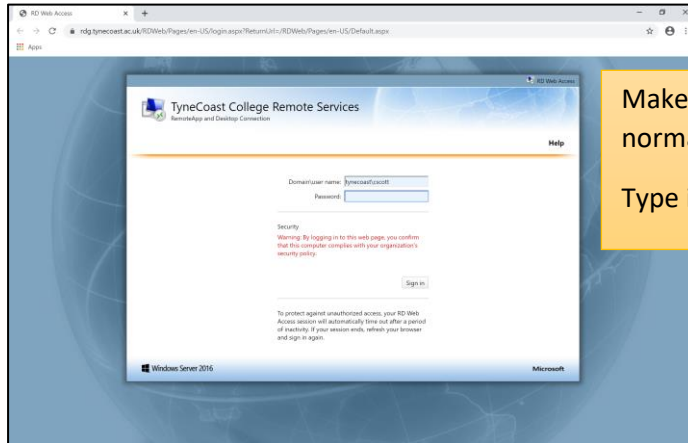 RD Web Access
rdg.tynecoast.ac.uk/RDWeb/Pages/en-US/login.aspx?ReturnUrl=/RDWeb/Pages/en-US/Default.aspx
Apps
RD Web Access
TyneCoast College Remote Services
RemoteApp and Desktop Connection
Help
Domain\user name: tynecoast\cscott
Password:
Security
Warning: By logging in to this web page, you confirm
that this computer complies with your organization's
security policy.
Sign in
To protect against unauthorized access, your RD Web
Access session will automatically time out after a period
of inactivity. If your session ends, refresh your browser
and sign in again.
Windows Server 2016
Microsoft
Make
norma
Type i